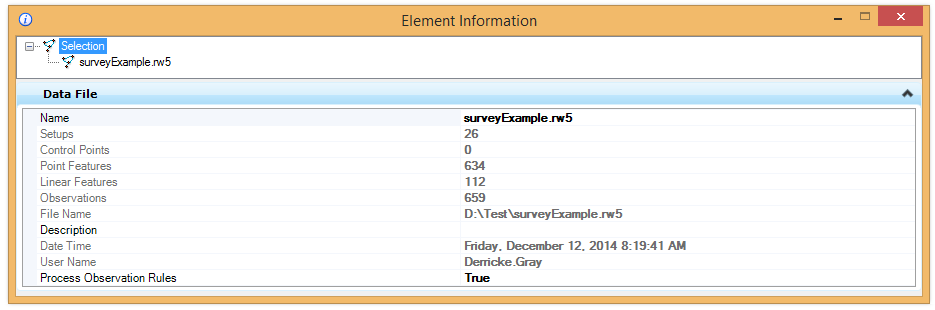 Element Information
Selection
surveyExample.rw5
Data File
Name surveyExample.rw5
Setups 26
Control Points 0
Point Features 634
Linear Features 112
Observations 659
File Name D:\Test\surveyExample.rw5
Description
Date Time Friday, December 12, 2014 8:19:41 AM
User Name Derricke.Gray
Process Observation Rules True